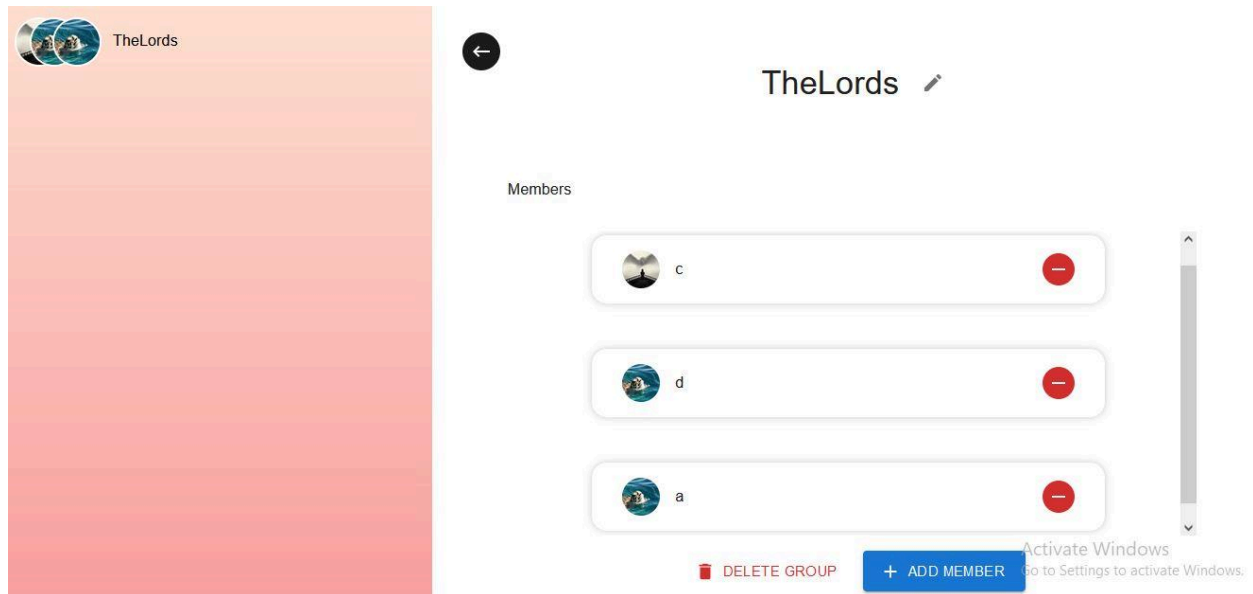 TheLords
TheLords
Members
c
d
a
DELETE GROUP
+ ADD MEMBER
Activate Windows
Go to Settings to activate Windows.